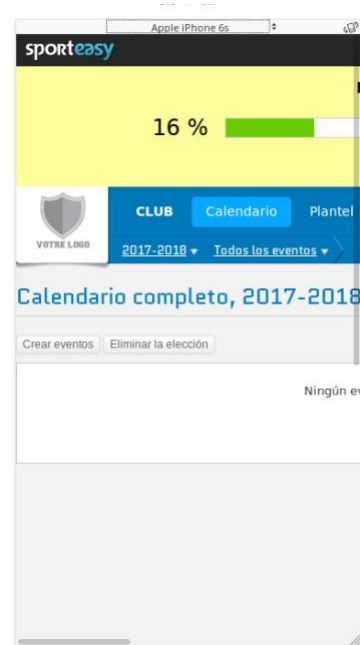 Apple iPhone 6s
sporteasy
16 %
VOTRE LOGO
CLUB Calendario Plantel
2017-2018 Todos los eventos
Calendario completo, 2017-2018
Crear eventos Eliminar la elección
Ningún ev